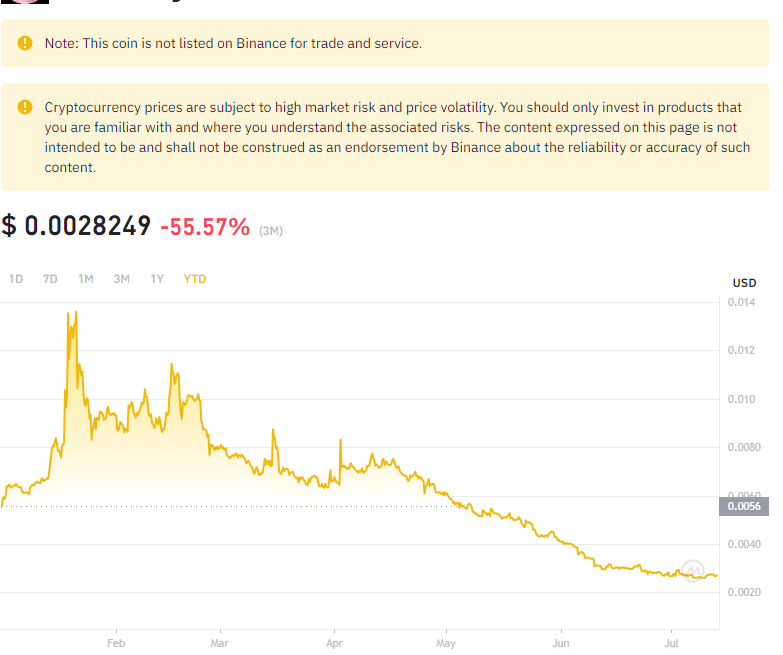 Note: This coin is not listed on Binance for trade and service.
Cryptocurrency prices are subject to high market risk and price volatility. You should only invest in products that
you are familiar with and where you understand the associated risks. The content expressed on this page is not
intended to be and shall not be construed as an endorsement by Binance about the reliability or accuracy of such
content.
$ 0.0028249 -55.57% (3M)
1D 7D 1M 3M 1Y YTD
USD
0.014
0.012
0.010
0.0080
0.0060
0.0056
0.0040
0.0020
Feb Mar Apr May Jun Jul